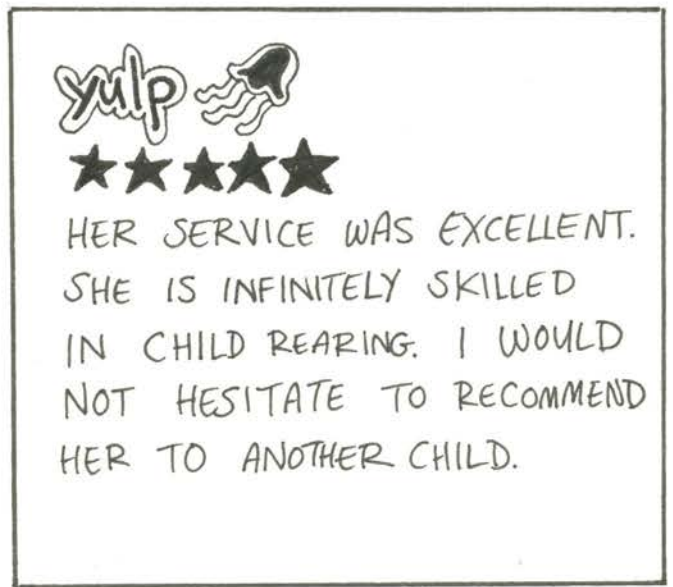 yulp
HER SERVICE WAS EXCELLENT.
SHE IS INFINITELY SKILLED
IN CHILD REARING. I WOULD
NOT HESITATE TO RECOMMEND
HER TO ANOTHER CHILD.